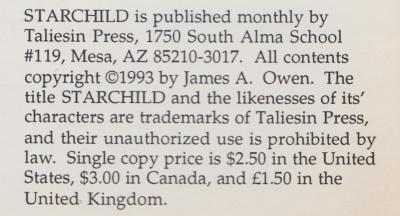 STARCHILD is published monthly by
Taliesin Press, 1750 South Alma School
#119, Mesa, AZ 85210-3017.  All contents
copyright ©1993 by James A. Owen.  The
title STARCHILD and the likenesses of its'
characters are trademarks of Taliesin Press,
and their unauthorized use is prohibited by
law.  Single copy price is $2.50 in the United
States, $3.00 in Canada, and £1.50 in the
United Kingdom.